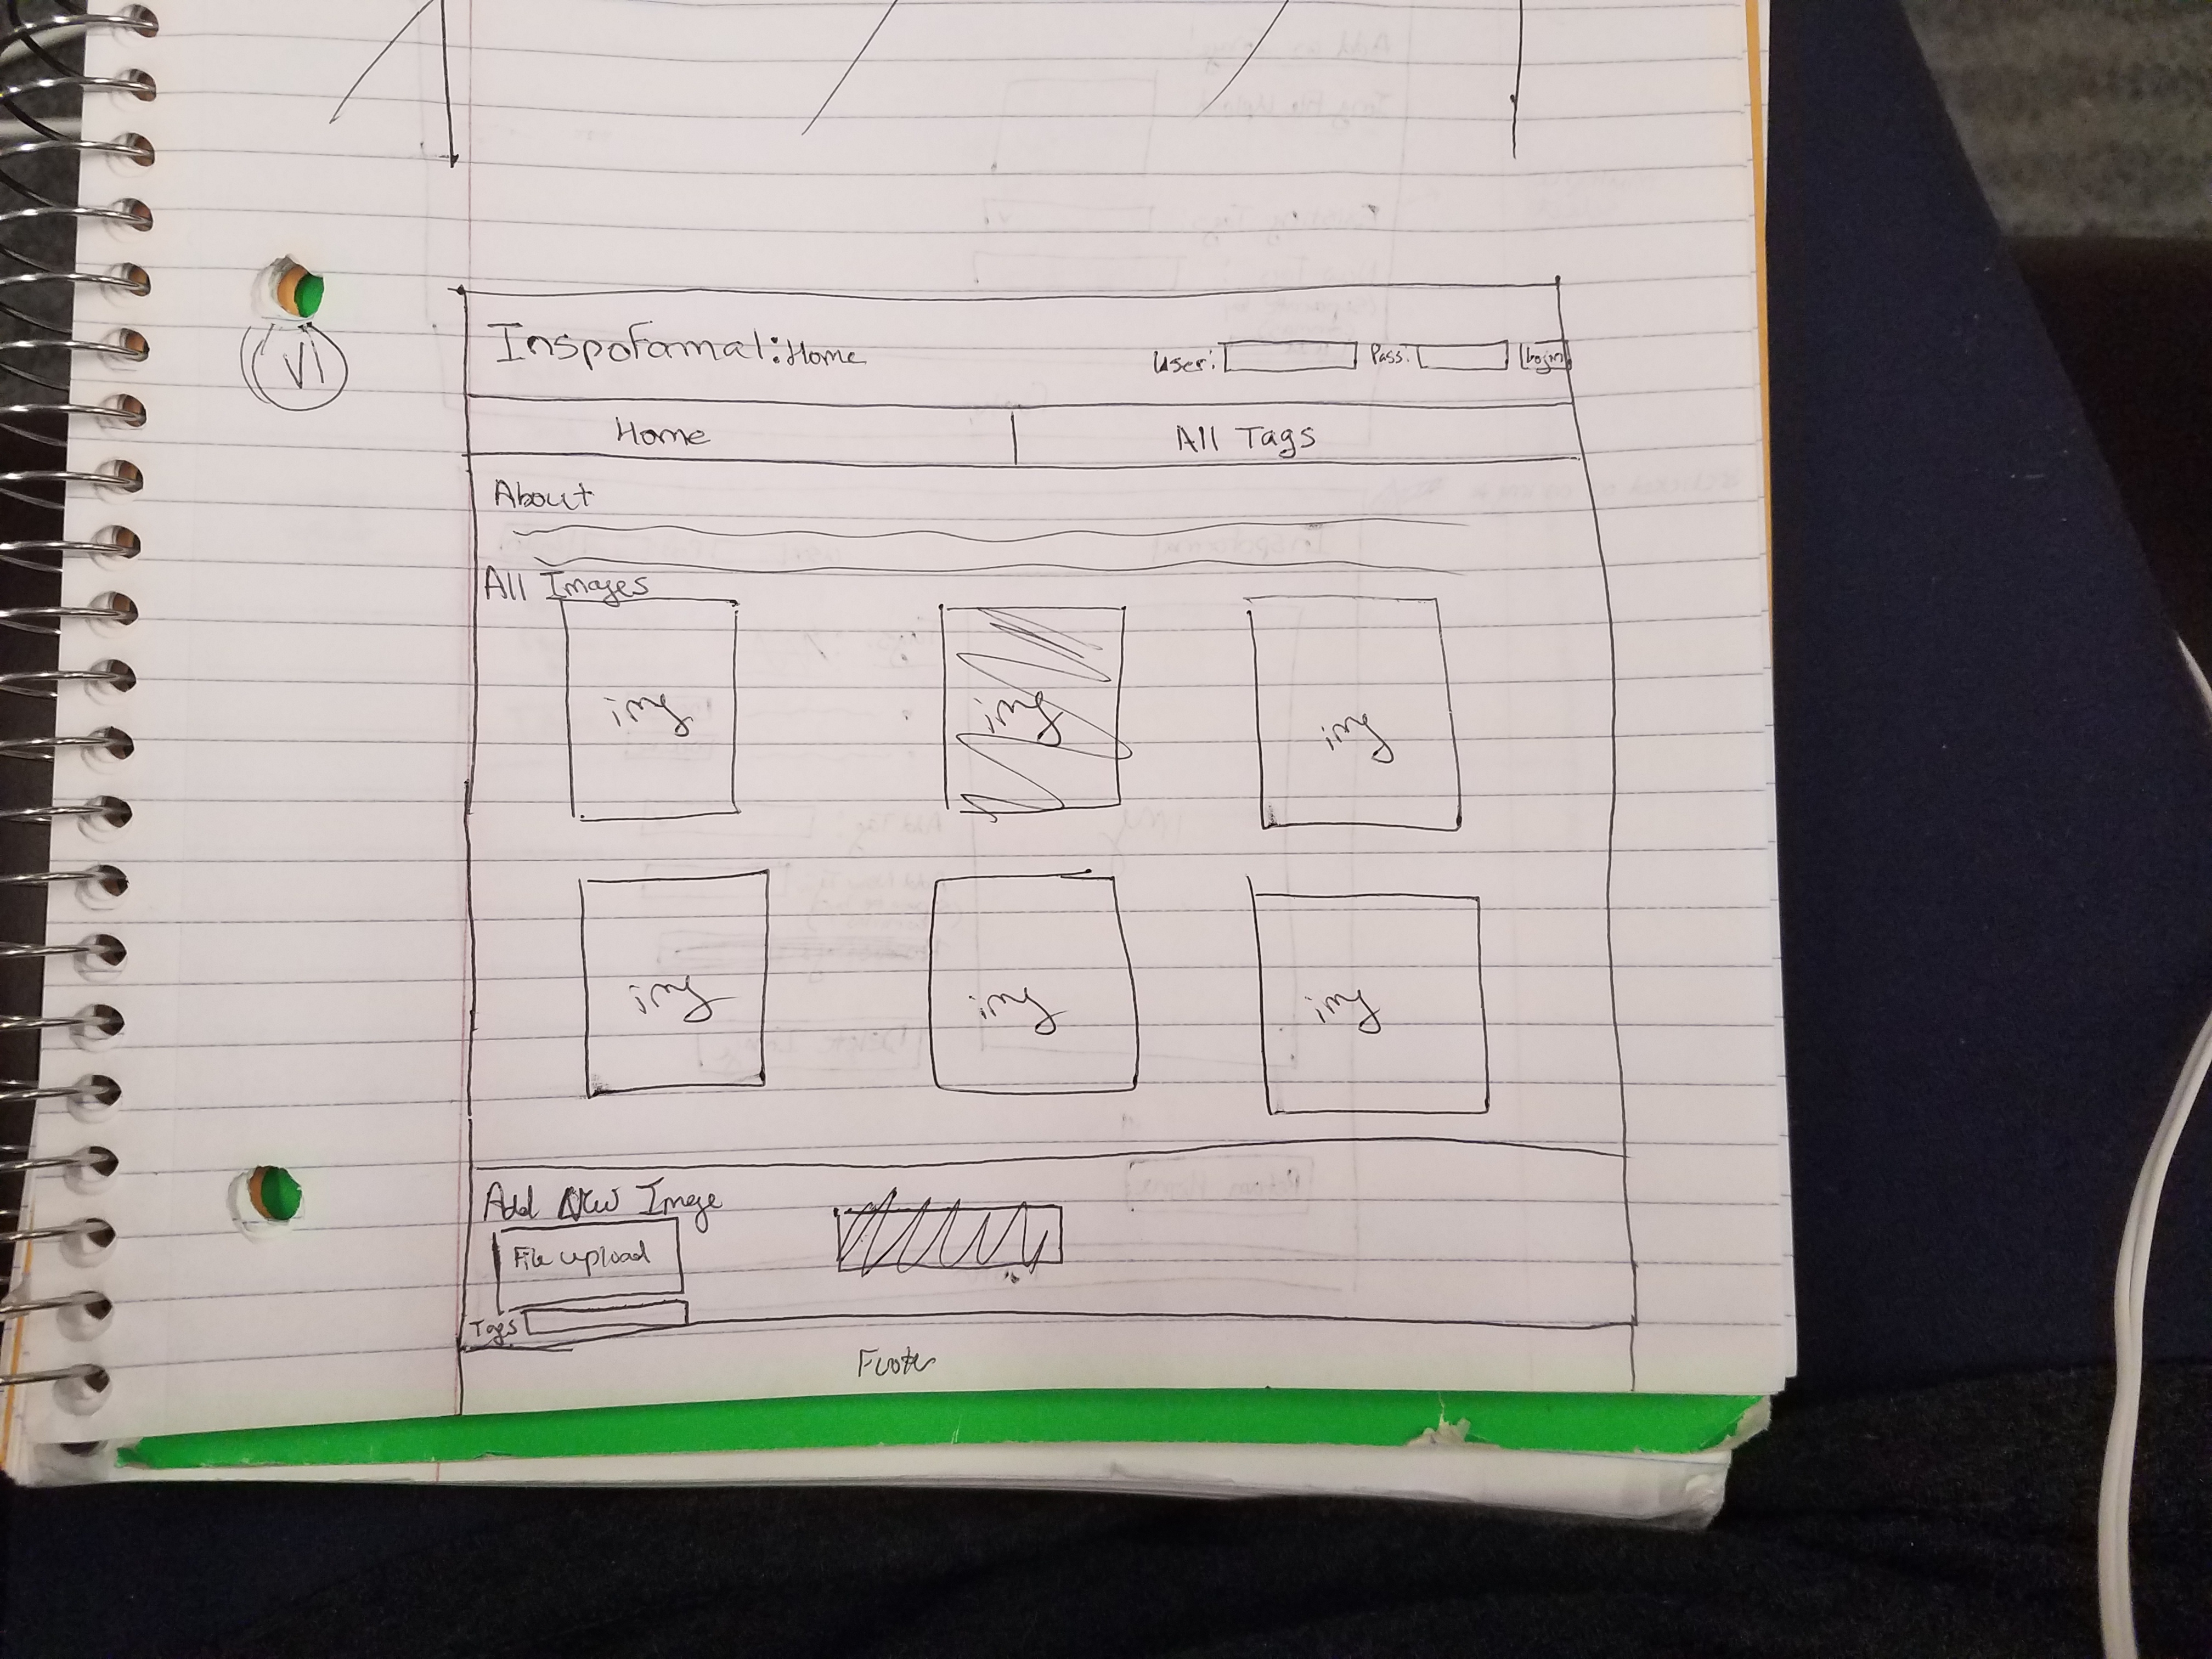 V1
Inspoformal: Home
User: Pass: Login
Home All Tags
About
All Images
img img img
img img img
Add New Image
File upload
Tags
Footer